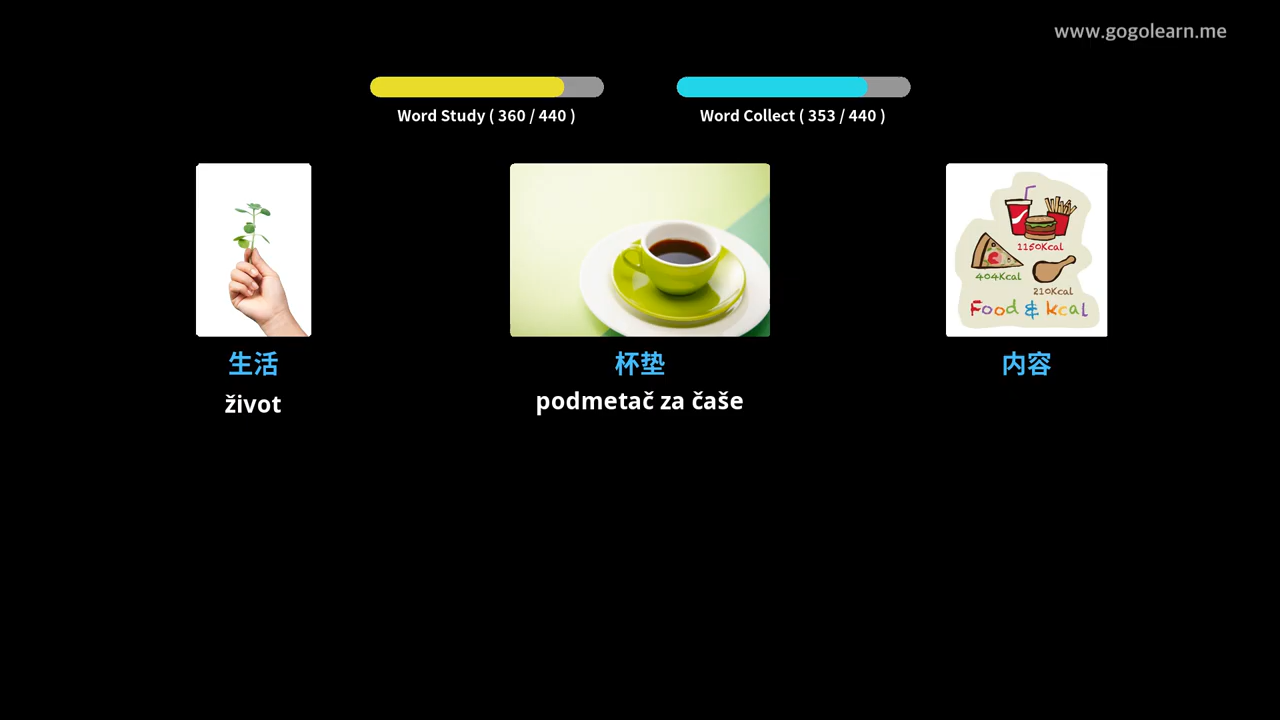 www.gogolearn.me
Word Study ( 360 / 440 )
Word Collect ( 353 / 440 )
1150Kcal
404Kcal
210Kcal
Food & kcal
生活
杯垫
内容
život
podmetač za čaše